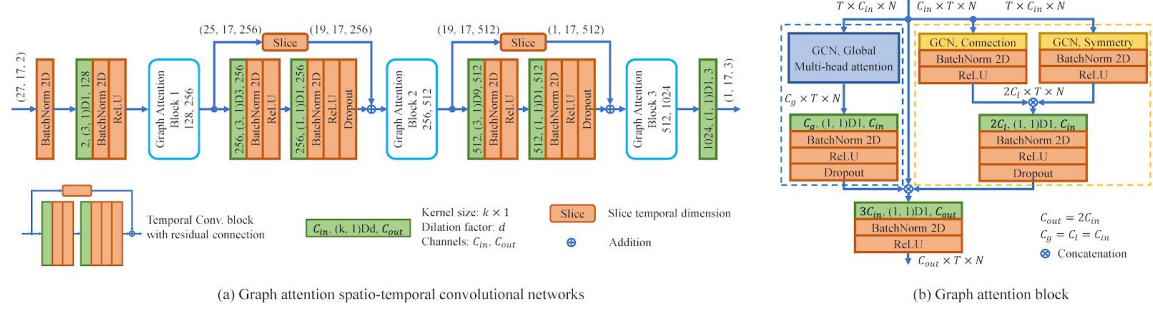 (27, 17, 2)
BatchNorm 2D
2, (3, 1)D1, 128
BatchNorm 2D
ReLU
Graph Attention
Block 1
128, 256
(25, 17, 256)
Slice
(19, 17, 256)
256, (3, 1)D3, 256
BatchNorm 2D
ReLU
256, (1, 1)D1, 256
BatchNorm 2D
ReLU
Dropout
Graph Attention
Block 2
256, 512
(19, 17, 512)
Slice
(1, 17, 512)
512, (3, 1)D9, 512
BatchNorm 2D
ReLU
512, (1, 1)D1, 512
BatchNorm 2D
ReLU
Dropout
Graph Attention
Block 3
512, 1024
1024, (1, 1)D1, 3
(1, 17, 3)
Temporal Conv. block
with residual connection
C_in, (k, 1)Dd, C_out
Kernel size: k × 1
Dilation factor: d
Channels: C_in, C_out
Slice
Slice temporal dimension
⊕ Addition
(a) Graph attention spatio-temporal convolutional networks
T × C_in × N
C_in × T × N
T × C_in × N
GCN, Global
Multi-head attention
GCN, Connection
BatchNorm 2D
ReLU
GCN, Symmetry
BatchNorm 2D
ReLU
C_g × T × N
2C_l × T × N
C_g, (1, 1)D1, C_in
BatchNorm 2D
ReLU
Dropout
2C_l, (1, 1)D1, C_in
BatchNorm 2D
ReLU
Dropout
3C_in, (1, 1)D1, C_out
BatchNorm 2D
ReLU
C_out × T × N
C_out = 2C_in
C_g = C_l = C_in
⊗ Concatenation
(b) Graph attention block